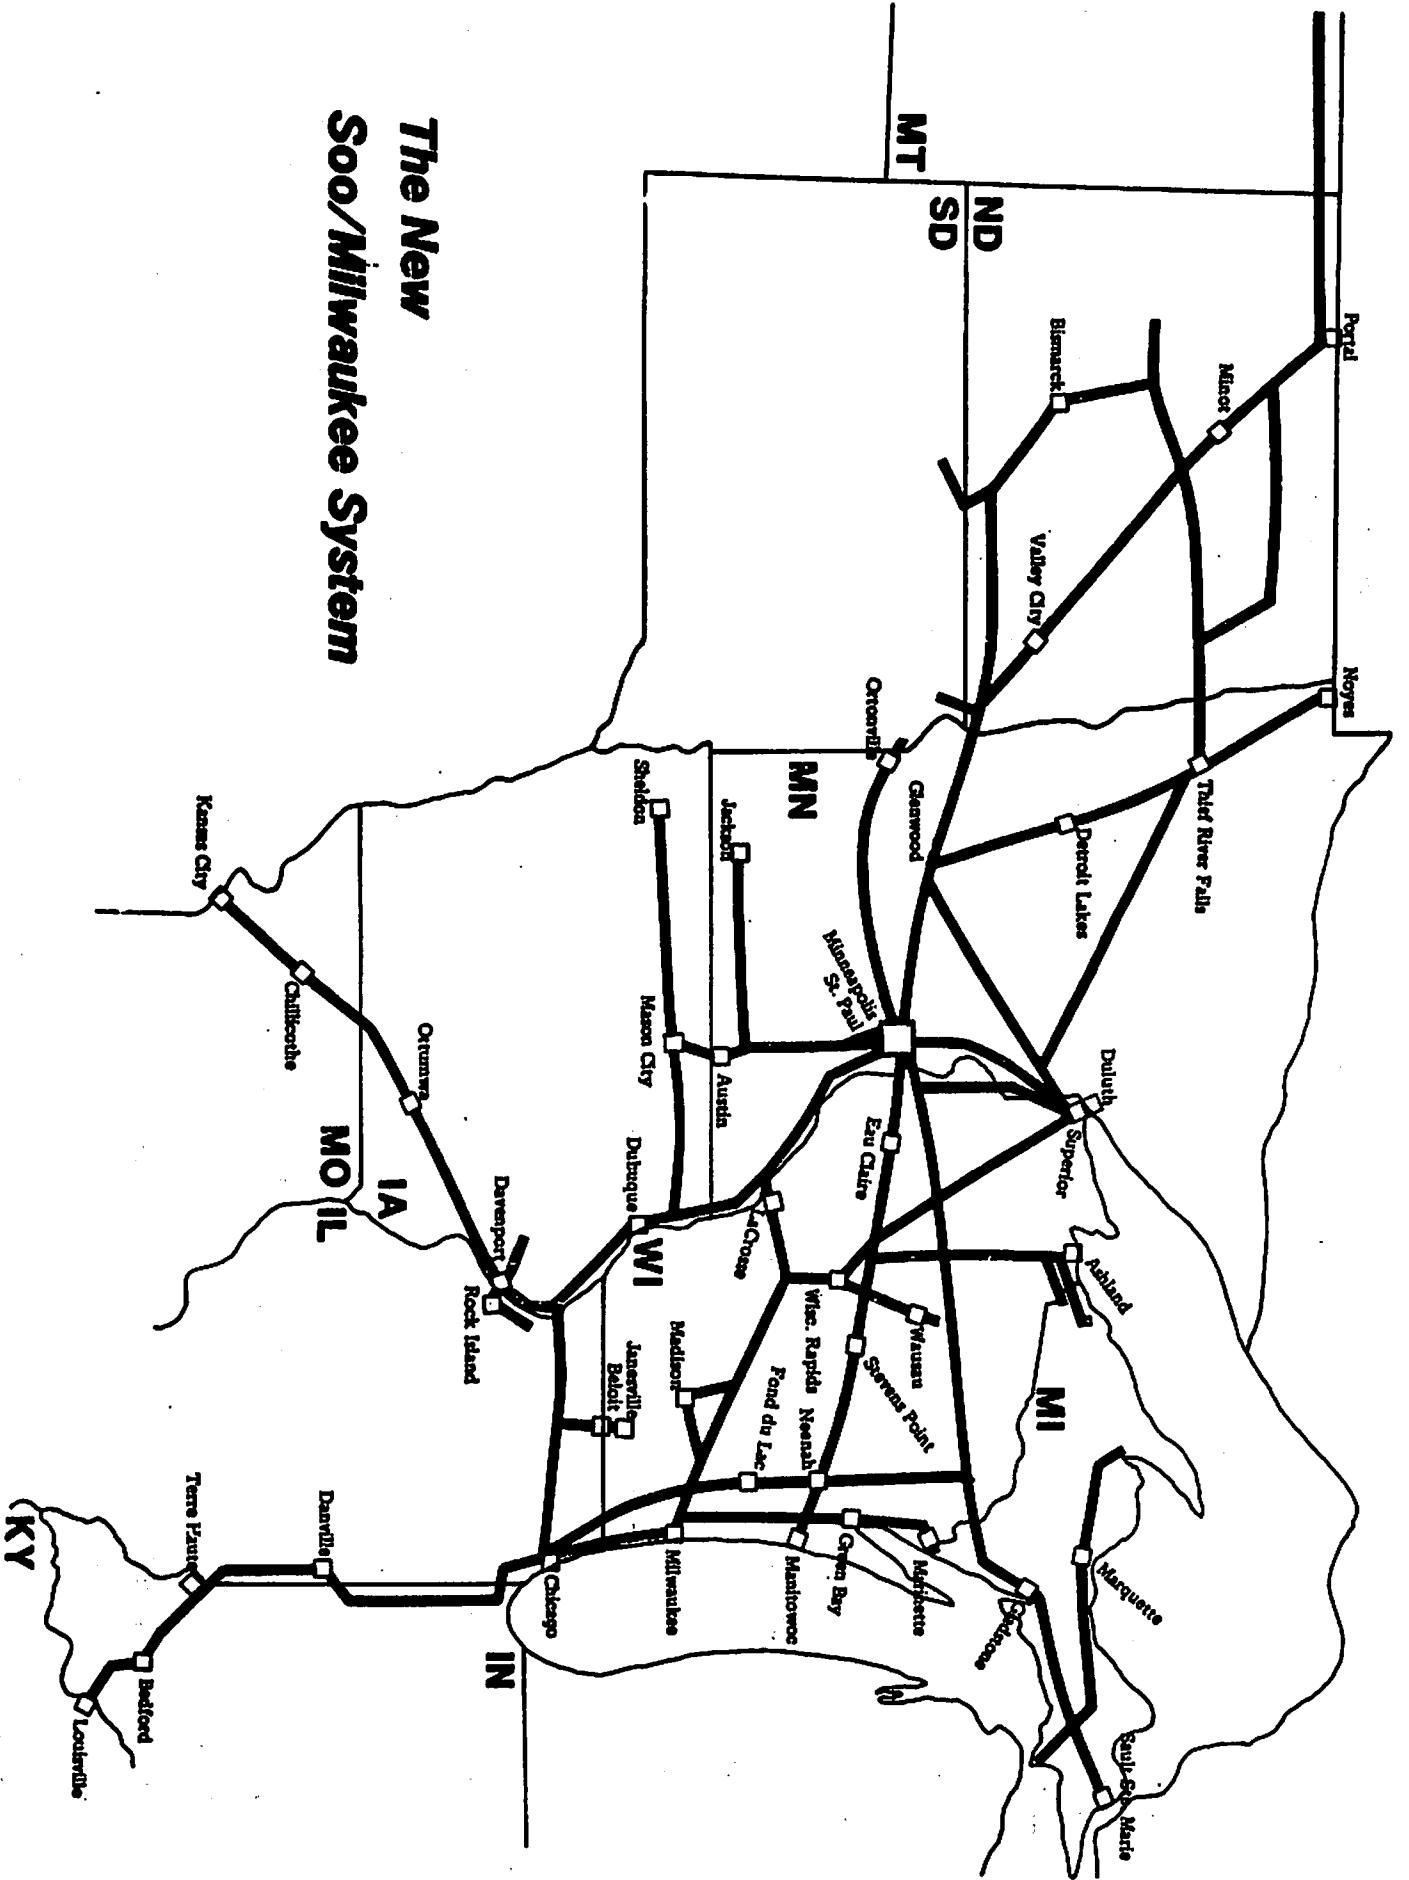 Portal
Noyes
Minot
Thief River Falls
Duluth
Superior
Ashland
Marquette
Sault Ste. Marie
Bismarck
Detroit Lakes
Valley City
MI
Gladstone
ND
SD
MT
Glenwood
Ortonville
Eau Claire
Wausau
Stevens Point
Marinette
Minneapolis
St. Paul
MN
Wisc. Rapids
Neenah
Green Bay
Manitowoc
Fond du Lac
LaCrosse
Jackson
Austin
Madison
Milwaukee
Sheldon
Mason City
Dubuque
WI
Janesville
Beloit
Chicago
Davenport
Rock Island
IN
Ottumwa
IA
MO
IL
The New
Soo/Milwaukee System
Chillicothe
Kansas City
Danville
Terre Haute
Bedford
Louisville
KY